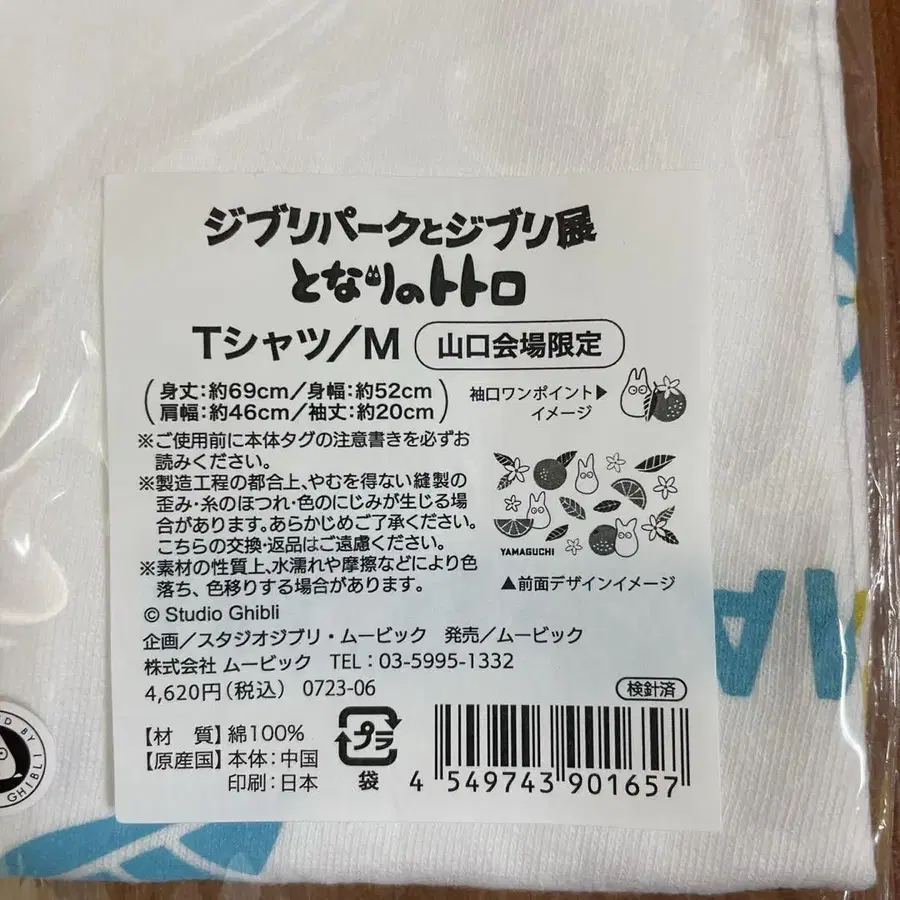 ジブリパークとジブリ展
となりのトトロ
Tシャツ/M 山口会場限定
(身丈:約69cm/身幅:約52cm
肩幅:約46cm/袖丈:約20cm)
袖口ワンポイント▶
イメージ
※ご使用前に本体タグの注意書きを必ずお
読みください。
※製造工程の都合上、やむを得ない縫製の
歪み・糸のほつれ・色のにじみが生じる場
合があります。あらかじめご了承ください。
こちらの交換・返品はご遠慮ください。
※素材の性質上、水濡れや摩擦などにより色
落ち、色移りする場合があります。
YAMAGUCHI
▲前面デザインイメージ
© Studio Ghibli
企画/スタジオジブリ・ムービック 発売/ムービック
株式会社 ムービック TEL:03-5995-1332
4,620円(税込) 0723-06
検針済
【材 質】綿100%
【原産国】本体:中国
印刷:日本
プラ
袋
4 549743 901657
D BY
GHIBLI